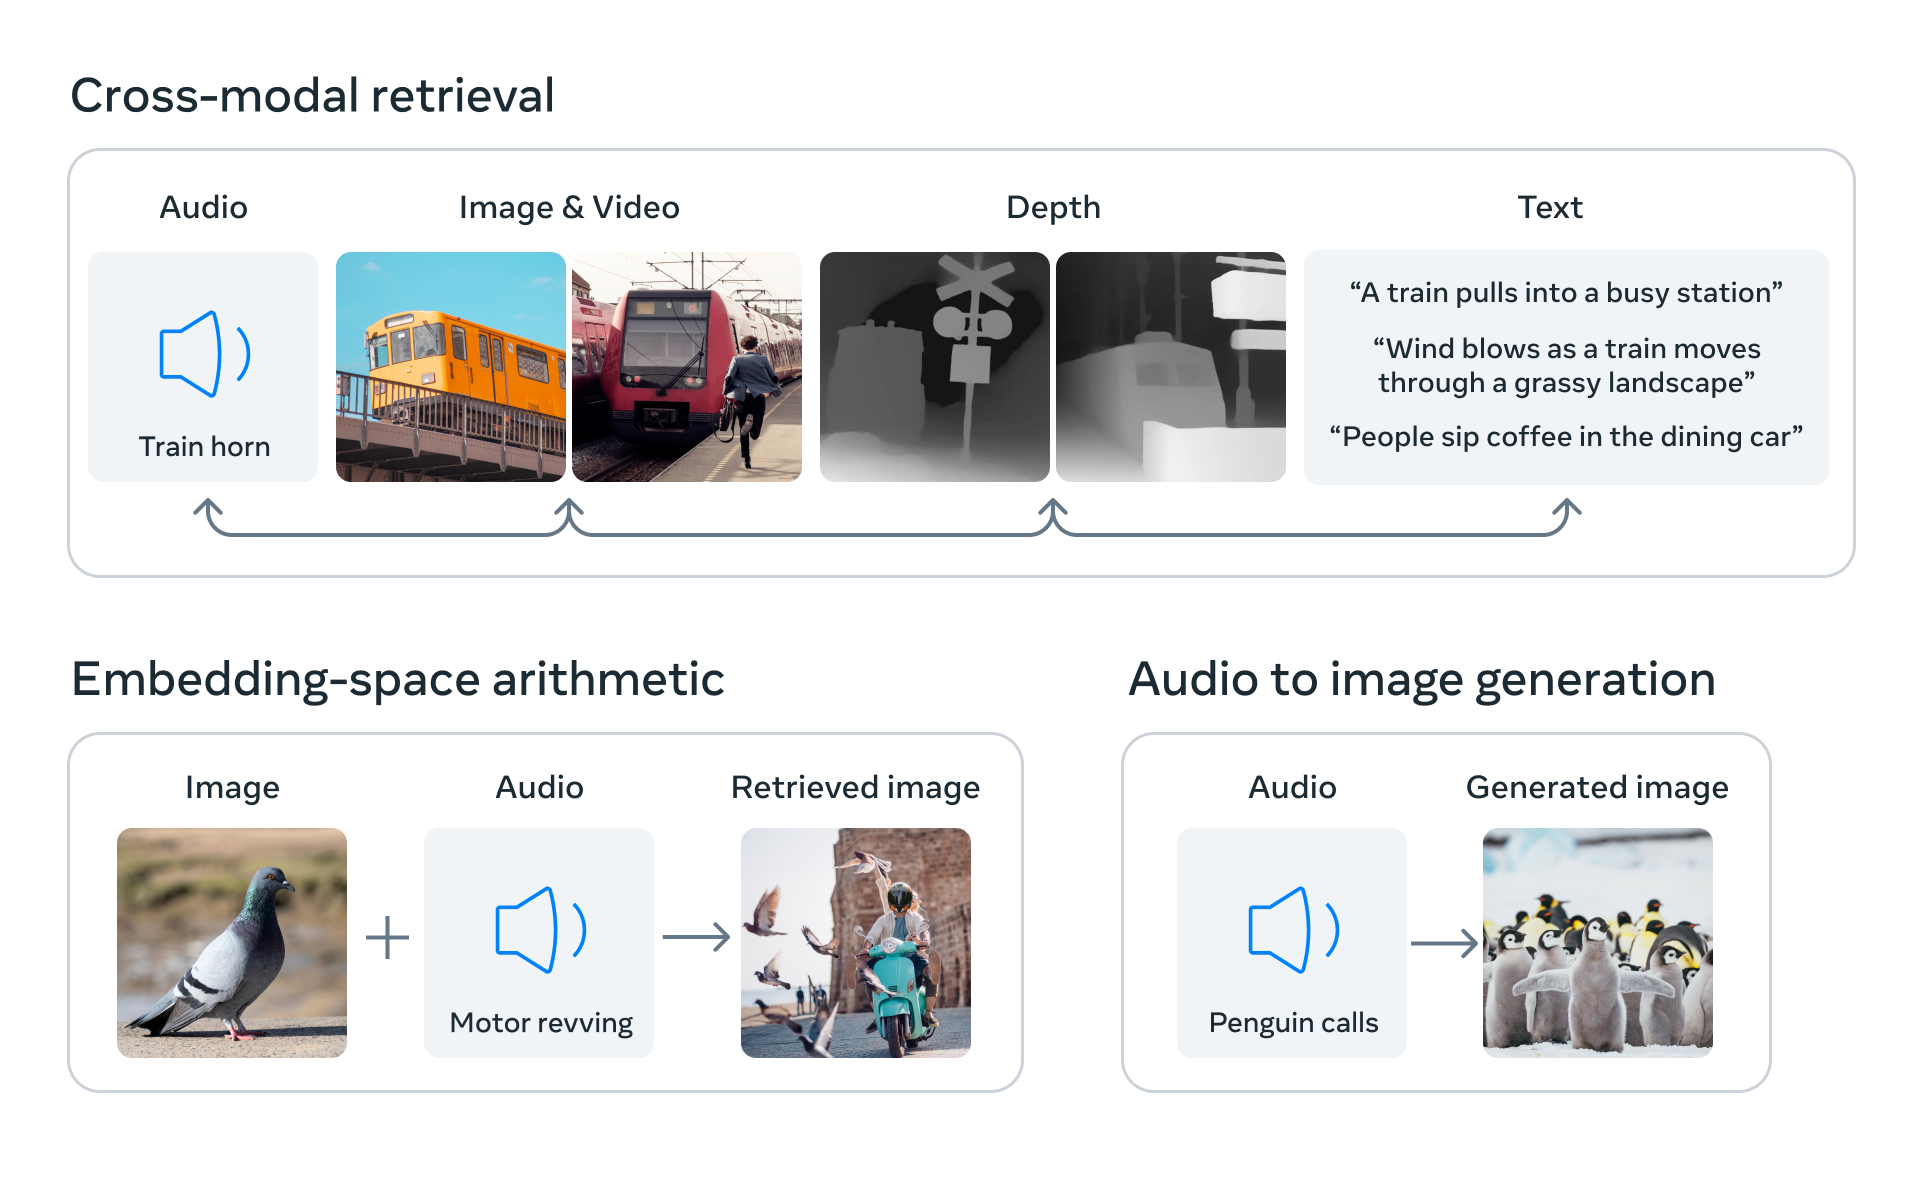 Cross-modal retrieval
Audio
Image & Video
Depth
Text
Train horn
“A train pulls into a busy station”
“Wind blows as a train moves
through a grassy landscape”
“People sip coffee in the dining car”
Embedding-space arithmetic
Image
Audio
Retrieved image
Motor revving
Audio to image generation
Audio
Generated image
Penguin calls